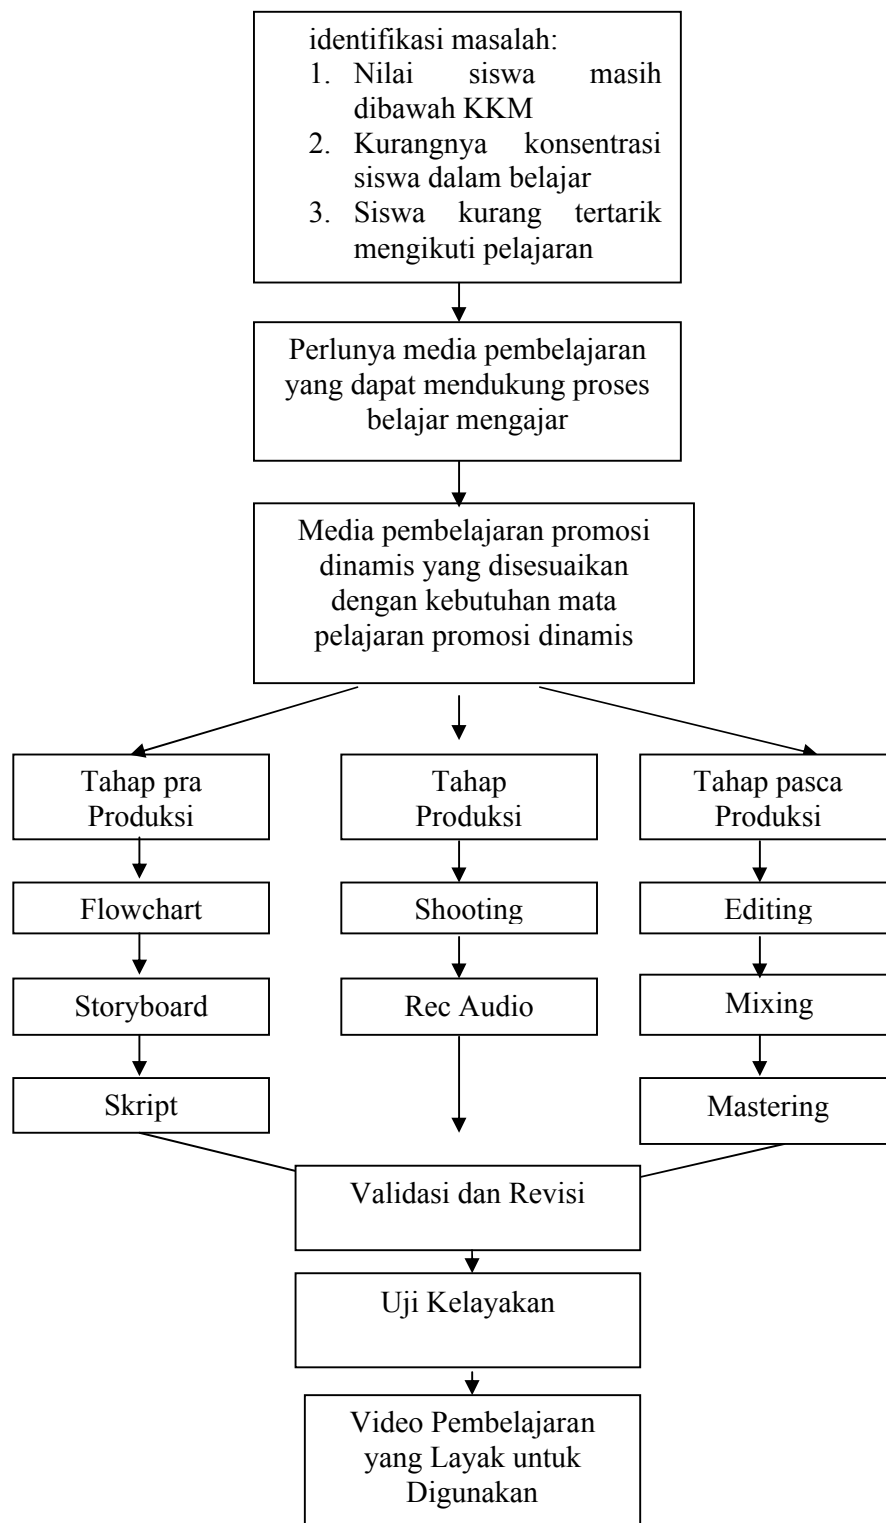 identifikasi masalah:
1. Nilai siswa masih
dibawah KKM
2. Kurangnya konsentrasi
siswa dalam belajar
3. Siswa kurang tertarik
mengikuti pelajaran
Perlunya media pembelajaran
yang dapat mendukung proses
belajar mengajar
Media pembelajaran promosi
dinamis yang disesuaikan
dengan kebutuhan mata
pelajaran promosi dinamis
Tahap pra
Produksi
Tahap
Produksi
Tahap pasca
Produksi
Flowchart
Shooting
Editing
Storyboard
Rec Audio
Mixing
Skript
Mastering
Validasi dan Revisi
Uji Kelayakan
Video Pembelajaran
yang Layak untuk
Digunakan